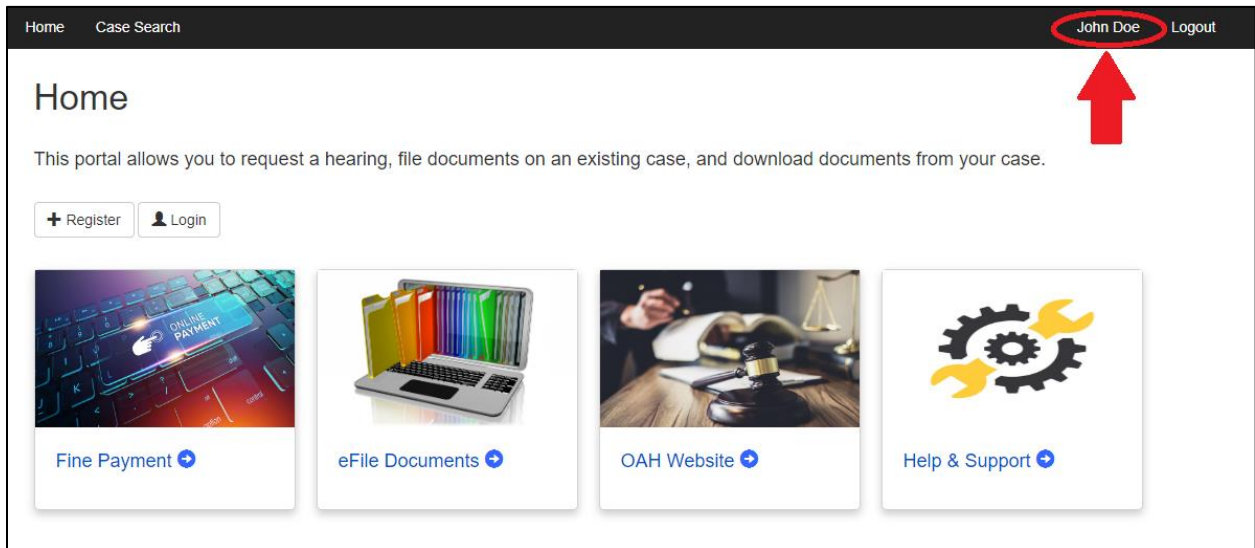 Home Case Search John Doe Logout
Home
This portal allows you to request a hearing, file documents on an existing case, and download documents from your case.
Register Login
ONLINE
PAYMENT
Fine Payment eFile Documents OAH Website Help & Support